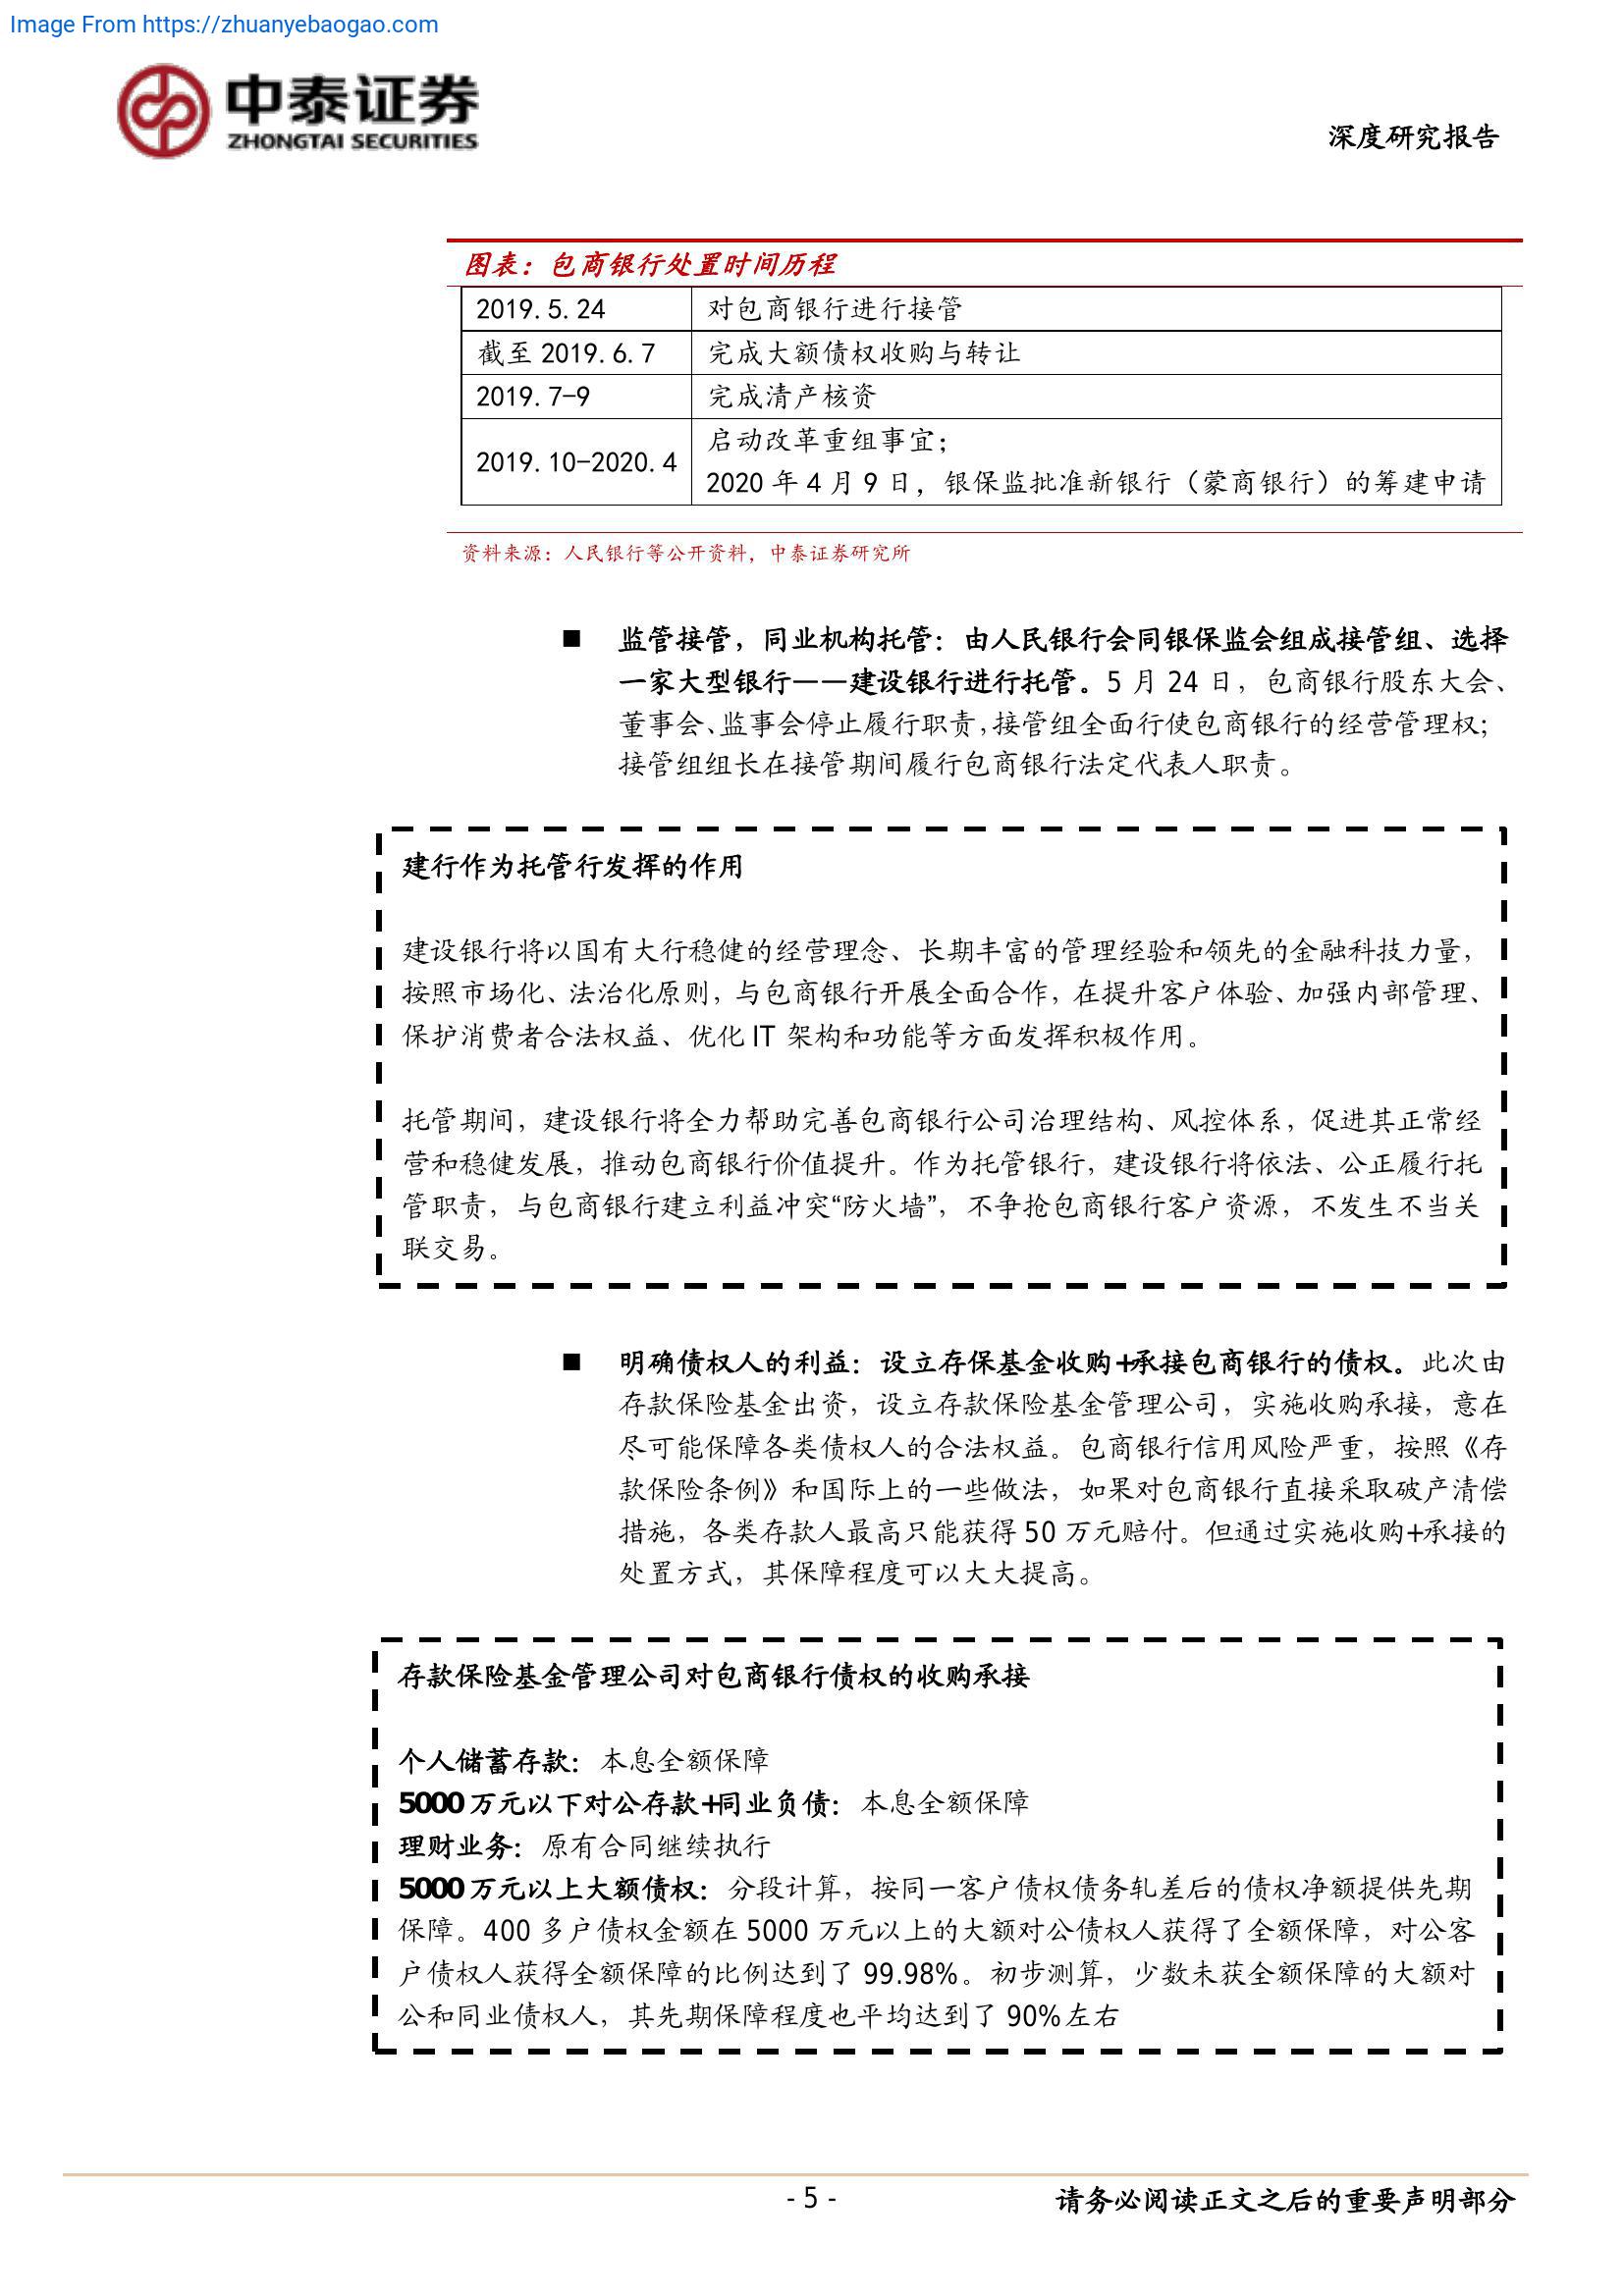 Image From https://zhuanyebaogao.com
中泰证券
ZHONGTAI SECURITIES
深度研究报告
图表：包商银行处置时间历程
2019.5.24 对包商银行进行接管
截至 2019.6.7 完成大额债权收购与转让
2019.7-9 完成清产核资
2019.10-2020.4 启动改革重组事宜；
2020 年 4 月 9 日，银保监批准新银行（蒙商银行）的筹建申请
资料来源：人民银行等公开资料，中泰证券研究所
■ 监管接管，同业机构托管：由人民银行会同银保监会组成接管组、选择
一家大型银行——建设银行进行托管。5 月 24 日，包商银行股东大会、
董事会、监事会停止履行职责，接管组全面行使包商银行的经营管理权；
接管组组长在接管期间履行包商银行法定代表人职责。
建行作为托管行发挥的作用
建设银行将以国有大行稳健的经营理念、长期丰富的管理经验和领先的金融科技力量，
按照市场化、法治化原则，与包商银行开展全面合作，在提升客户体验、加强内部管理、
保护消费者合法权益、优化 IT 架构和功能等方面发挥积极作用。
托管期间，建设银行将全力帮助完善包商银行公司治理结构、风控体系，促进其正常经
营和稳健发展，推动包商银行价值提升。作为托管银行，建设银行将依法、公正履行托
管职责，与包商银行建立利益冲突“防火墙”，不争抢包商银行客户资源，不发生不当关
联交易。
■ 明确债权人的利益：设立存保基金收购+承接包商银行的债权。此次由
存款保险基金出资，设立存款保险基金管理公司，实施收购承接，意在
尽可能保障各类债权人的合法权益。包商银行信用风险严重，按照《存
款保险条例》和国际上的一些做法，如果对包商银行直接采取破产清偿
措施，各类存款人最高只能获得 50 万元赔付。但通过实施收购+承接的
处置方式，其保障程度可以大大提高。
存款保险基金管理公司对包商银行债权的收购承接
个人储蓄存款：本息全额保障
5000 万元以下对公存款+同业负债：本息全额保障
理财业务：原有合同继续执行
5000 万元以上大额债权：分段计算，按同一客户债权债务轧差后的债权净额提供先期
保障。400 多户债权金额在 5000 万元以上的大额对公债权人获得了全额保障，对公客
户债权人获得全额保障的比例达到了 99.98%。初步测算，少数未获全额保障的大额对
公和同业债权人，其先期保障程度也平均达到了 90%左右
- 5 -
请务必阅读正文之后的重要声明部分